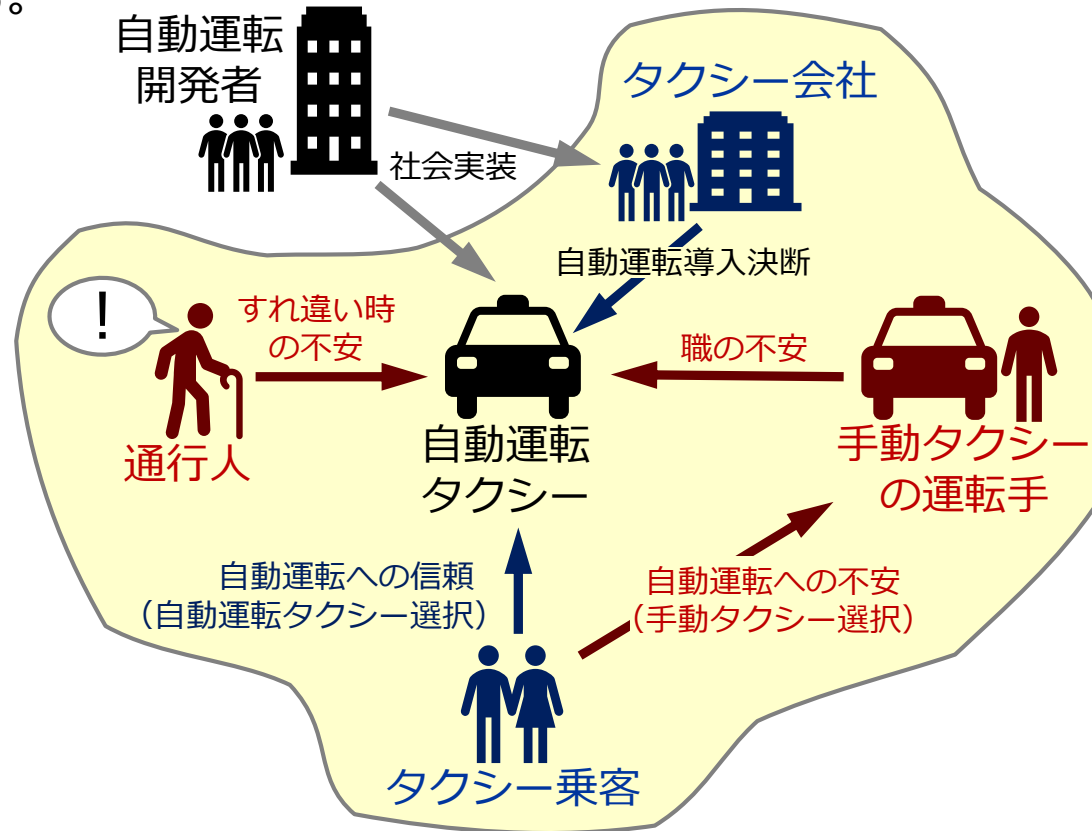 。
自動運転
開発者
タクシー会社
社会実装
自動運転導入決断
！
すれ違い時
の不安
職の不安
通行人
自動運転
タクシー
手動タクシー
の運転手
自動運転への信頼
（自動運転タクシー選択）
自動運転への不安
（手動タクシー選択）
タクシー乗客